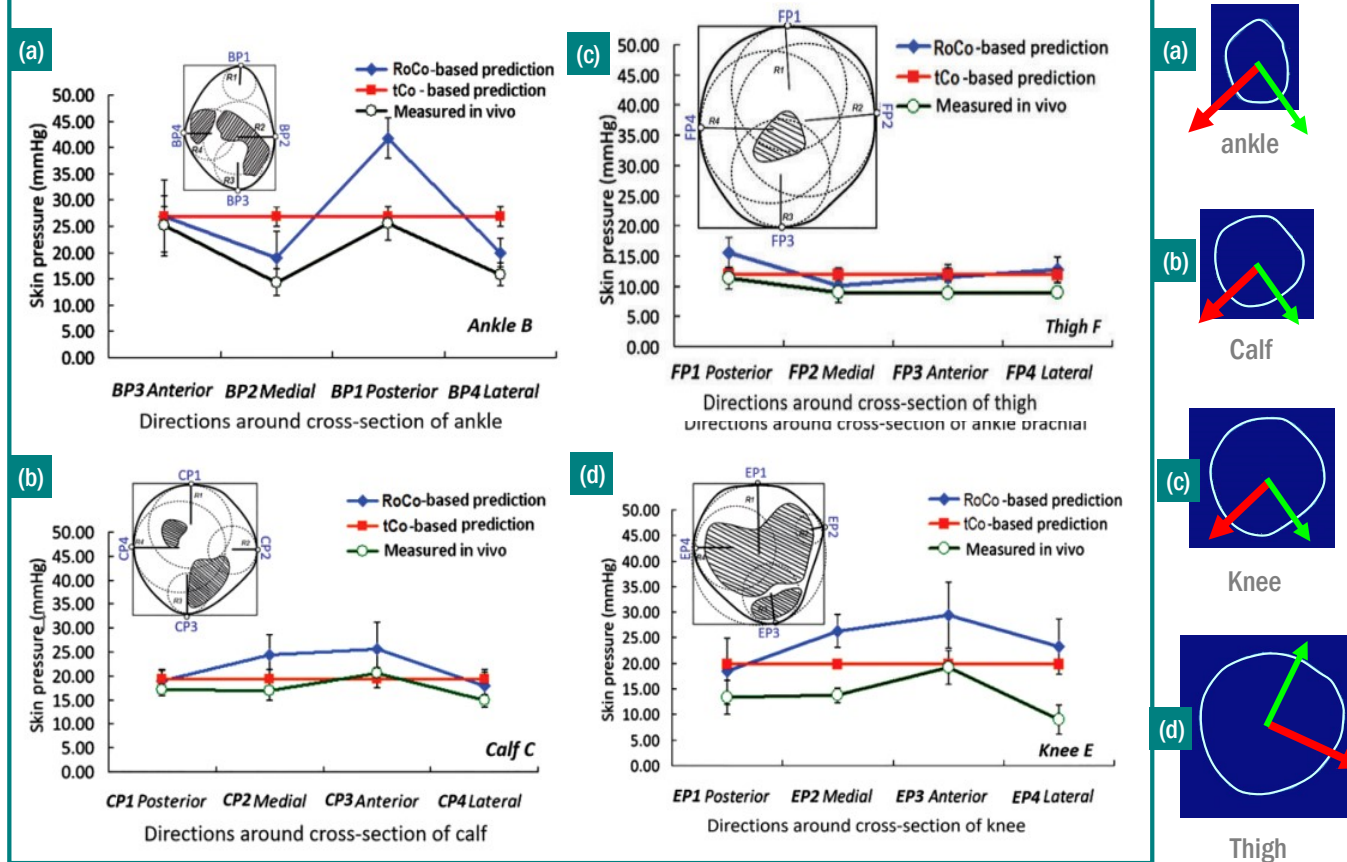 (a)
BP1
R1
BP4
R2
BP2
R4
R3
BP3
RoCo-based prediction
tCo - based prediction
Measured in vivo
Skin pressure (mmHg)
50.00
45.00
40.00
35.00
30.00
25.00
20.00
15.00
10.00
5.00
0.00
Ankle B
BP3 Anterior BP2 Medial BP1 Posterior BP4 Lateral
Directions around cross-section of ankle
(c)
FP1
R1
FP4
R4
R2
FP2
R3
FP3
RoCo-based prediction
tCo-based prediction
Measured in vivo
Skin pressure (mmHg)
50.00
45.00
40.00
35.00
30.00
25.00
20.00
15.00
10.00
5.00
0.00
Thigh F
FP1 Posterior FP2 Medial FP3 Anterior FP4 Lateral
Directions around cross-section of thigh
Directions around cross-section of ankle brachial
(b)
CP1
R1
CP4
R4
R2
CP2
R3
CP3
RoCo-based prediction
tCo-based prediction
Measured in vivo
Skin pressure (mmHg)
50.00
45.00
40.00
35.00
30.00
25.00
20.00
15.00
10.00
5.00
0.00
Calf C
CP1 Posterior CP2 Medial CP3 Anterior CP4 Lateral
Directions around cross-section of calf
(d)
EP1
R1
EP2
R2
EP4
R4
R3
EP3
RoCo-based prediction
tCo-based prediction
Measured in vivo
Skin pressure (mmHg)
50.00
45.00
40.00
35.00
30.00
25.00
20.00
15.00
10.00
5.00
0.00
Knee E
EP1 Posterior EP2 Medial EP3 Anterior EP4 Lateral
Directions around cross-section of knee
(a)
ankle
(b)
Calf
(c)
Knee
(d)
Thigh